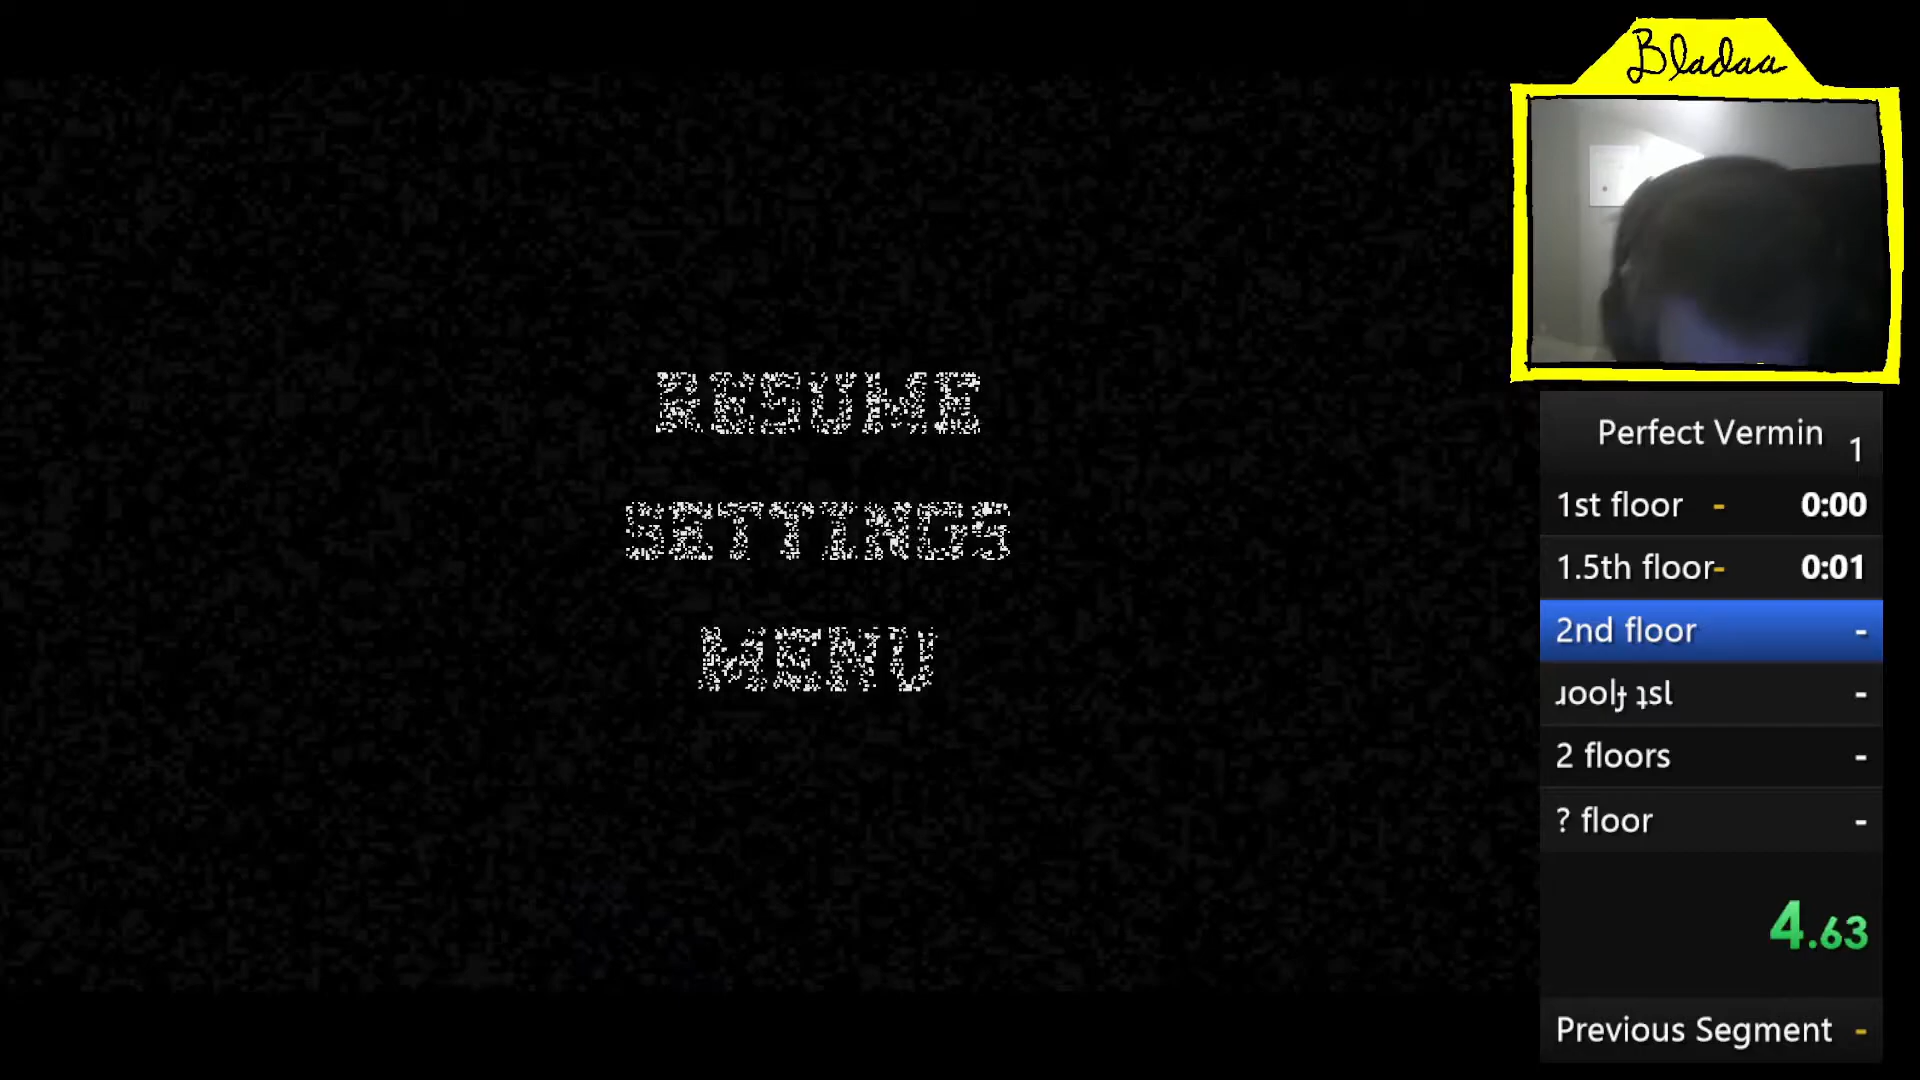 RESUME
SETTINGS
MENU
Bladaa
Perfect Vermin
1
1st floor - 0:00
1.5th floor- 0:01
2nd floor -
ɹoolɟ ʇsl -
2 floors -
? floor -
4.63
Previous Segment -